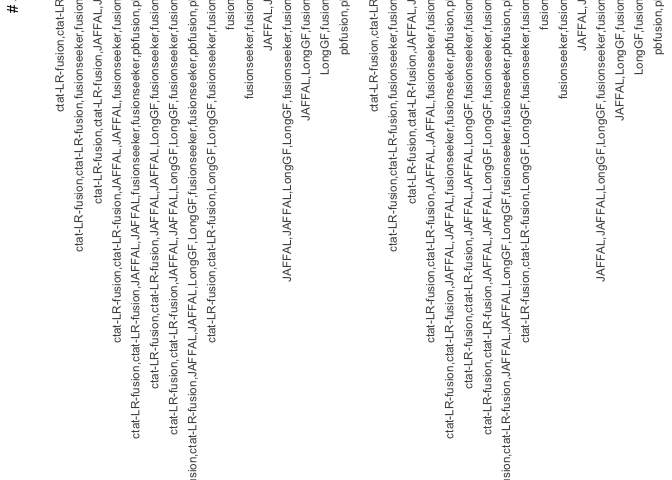 #
ctat-LR-fusion,ctat-LR
ctat-LR-fusion,ctat-LR-fusion,fusionseeker,fusion
ctat-LR-fusion,ctat-LR-fusion,JAFFAL,J
ctat-LR-fusion,ctat-LR-fusion,JAFFAL,JAFFAL,fusionseeker,fusion
ctat-LR-fusion,ctat-LR-fusion,JAFFAL,JAFFAL,fusionseeker,fusionseeker,pbfusion,p
ctat-LR-fusion,ctat-LR-fusion,JAFFAL,JAFFAL,LongGF,fusionseeker,fusion
ctat-LR-fusion,ctat-LR-fusion,JAFFAL,JAFFAL,LongGF,LongGF,fusionseeker,fusion
sion,ctat-LR-fusion,JAFFAL,JAFFAL,LongGF,LongGF,fusionseeker,fusionseeker,pbfusion,p
ctat-LR-fusion,ctat-LR-fusion,LongGF,LongGF,fusionseeker,fusion
fusion
fusionseeker,fusion
JAFFAL,J
JAFFAL,JAFFAL,LongGF,LongGF,fusionseeker,fusion
JAFFAL,LongGF,fusion
LongGF,fusion
pbfusion,p
ctat-LR-fusion,ctat-LR
ctat-LR-fusion,ctat-LR-fusion,fusionseeker,fusion
ctat-LR-fusion,ctat-LR-fusion,JAFFAL,J
ctat-LR-fusion,ctat-LR-fusion,JAFFAL,JAFFAL,fusionseeker,fusion
ctat-LR-fusion,ctat-LR-fusion,JAFFAL,JAFFAL,fusionseeker,fusionseeker,pbfusion,p
ctat-LR-fusion,ctat-LR-fusion,JAFFAL,JAFFAL,LongGF,fusionseeker,fusion
ctat-LR-fusion,ctat-LR-fusion,JAFFAL,JAFFAL,LongGF,LongGF,fusionseeker,fusion
sion,ctat-LR-fusion,JAFFAL,JAFFAL,LongGF,LongGF,fusionseeker,fusionseeker,pbfusion,p
ctat-LR-fusion,ctat-LR-fusion,LongGF,LongGF,fusionseeker,fusion
fusion
fusionseeker,fusion
JAFFAL,J
JAFFAL,JAFFAL,LongGF,LongGF,fusionseeker,fusion
JAFFAL,LongGF,fusion
LongGF,fusion
pbfusion,p